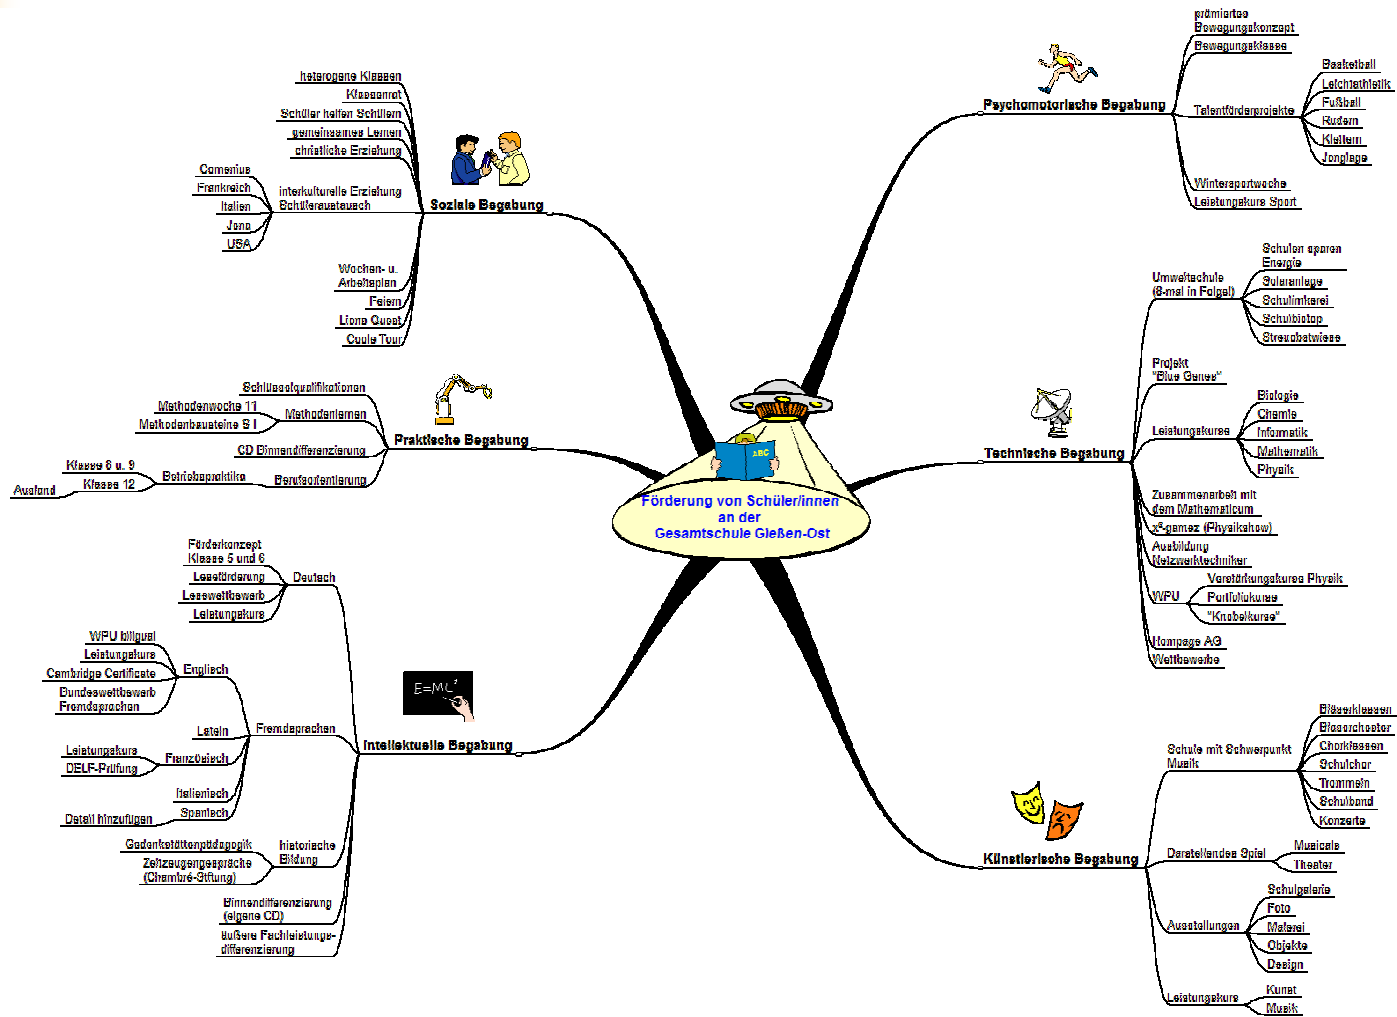 Förderung von Schüler/innen
an der
Gesamtschule Gießen-Ost
ABC
Soziale Begabung
heterogene Klassen
Klassenrat
Schüler helfen Schülern
gemeinsames Lernen
christliche Erziehung
interkulturelle Erziehung
Schüleraustausch
Comenius
Frankreich
Italien
Jena
USA
Wochen- u.
Arbeitsplan
Feiern
Lions Quest
Coole Tour
Praktische Begabung
Schlüsselqualifikationen
Methodenlernen
Methodenwoche 11
Methodenbausteine S I
CD Binnendifferenzierung
Berufsorientierung
Betriebspraktika
Klasse 8 u. 9
Klasse 12
Ausland
E=MC²
Intellektuelle Begabung
Deutsch
Förderkonzept
Klasse 5 und 6
Leseförderung
Lesewettbewerb
Leistungskurs
Fremdsprachen
Englisch
WPU biligual
Leistungskurs
Cambridge Certificate
Bundeswettbewerb
Fremdsprachen
Latein
Französisch
Leistungskurs
DELF-Prüfung
Italienisch
Spanisch
Detail hinzufügen
historische
Bildung
Gedenkstättenpädagogik
Zeitzeugengespräche
(Chambré-Stiftung)
Binnendifferenzierung
(eigene CD)
äußere Fachleistungs-
differenzierung
Psychomotorische Begabung
prämiertes
Bewegungskonzept
Bewegungsklasse
Talentförderprojekte
Basketball
Leichtathletik
Fußball
Rudern
Klettern
Jonglage
Wintersportwoche
Leistungskurs Sport
Technische Begabung
Umweltschule
(8-mal in Folge!)
Schulen sparen
Energie
Solaranlage
Schulimkerei
Schulbiotop
Streuobstwiese
Projekt
"Blue Genes"
Leistungskurse
Biologie
Chemie
Informatik
Mathematik
Physik
Zusammenarbeit mit
dem Mathematicum
(Physikshow)
Ausbildung
Netzwerktechniker
WPU
Verstärkungskurse Physik
Portfoliokurse
"Knobelkurse"
Hompage AG
Wettbewerbe
Künstlerische Begabung
Schule mit Schwerpunkt
Musik
Bläserklassen
Blasorchester
Chorklassen
Schulchor
Trommeln
Schulband
Konzerte
Darstellendes Spiel
Musicals
Theater
Ausstellungen
Schulgalerie
Foto
Malerei
Objekte
Design
Leistungskurs
Kunst
Musik